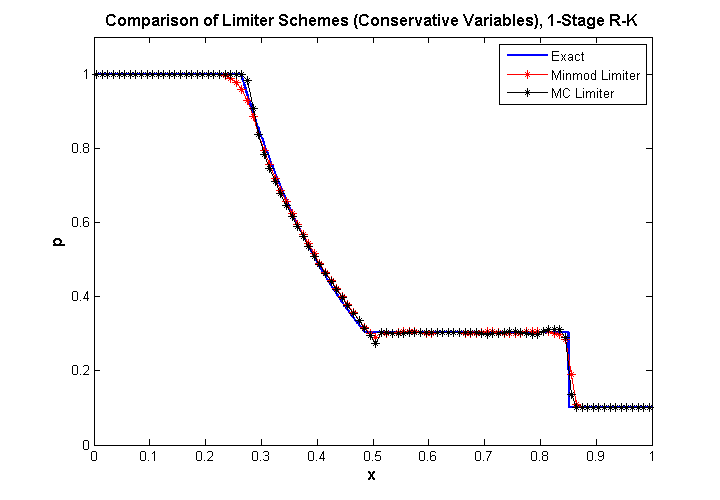 Comparison of Limiter Schemes (Conservative Variables), 1-Stage R-K
Exact
Minmod Limiter
MC Limiter
1
0.8
0.6
0.4
0.2
0
p
0 0.1 0.2 0.3 0.4 0.5 0.6 0.7 0.8 0.9 1
x